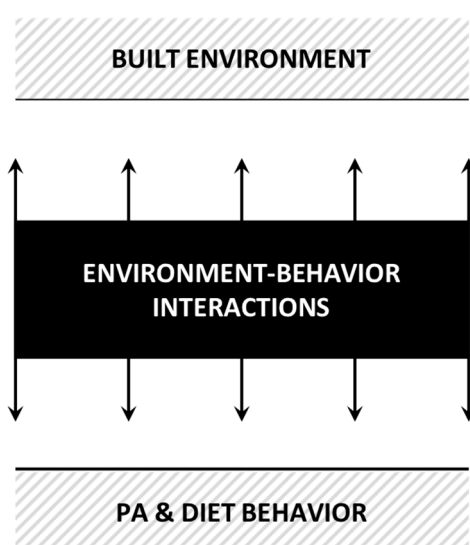 BUILT ENVIRONMENT
ENVIRONMENT-BEHAVIOR
INTERACTIONS
PA & DIET BEHAVIOR